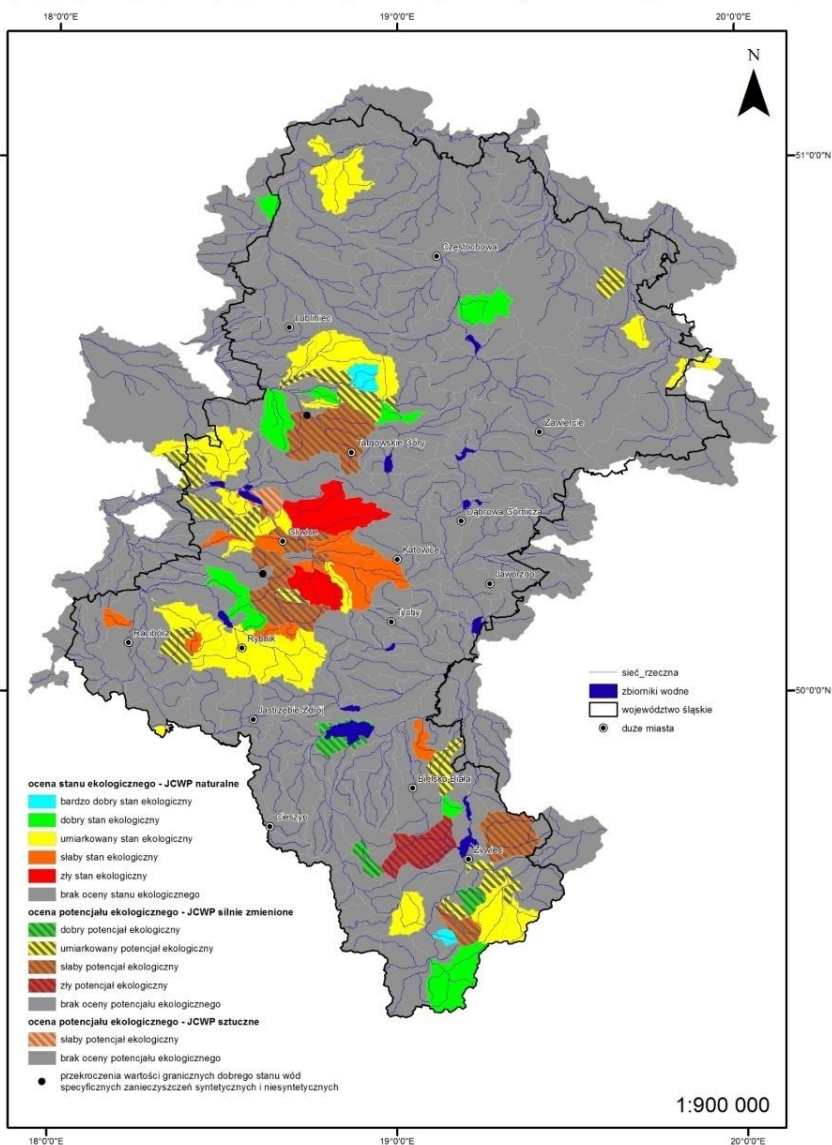 18°0'0"E
19°0'0"E
20°0'0"E
N
51°0'0"N
Częstochowa
Lubliniec
Zawiercie
Tarnowskie Góry
Dąbrowa Górnicza
Gliwice
Katowice
Jaworzno
Tychy
Racibórz
Rybnik
50°0'0"N
Jastrzębie-Zdrój
Bielsko-Biała
Cieszyn
Żywiec
sieć_rzeczna
zbiorniki wodne
województwo śląskie
duże miasta
ocena stanu ekologicznego - JCWP naturalne
bardzo dobry stan ekologiczny
dobry stan ekologiczny
umiarkowany stan ekologiczny
słaby stan ekologiczny
zły stan ekologiczny
brak oceny stanu ekologicznego
ocena potencjału ekologicznego - JCWP silnie zmienione
dobry potencjał ekologiczny
umiarkowany potencjał ekologiczny
słaby potencjał ekologiczny
zły potencjał ekologiczny
brak oceny potencjału ekologicznego
ocena potencjału ekologicznego - JCWP sztuczne
słaby potencjał ekologiczny
brak oceny potencjału ekologicznego
przekroczenia wartości granicznych dobrego stanu wód
specyficznych zanieczyszczeń syntetycznych i niesyntetycznych
1:900 000
18°0'0"E
19°0'0"E
20°0'0"E